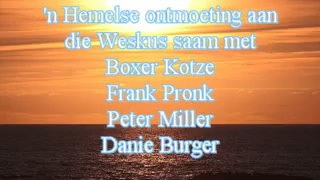 'n Hemelse ontmoeting aan
die Weskus saam met
Boxer Kotze
Frank Pronk
Peter Miller
Danie Burger